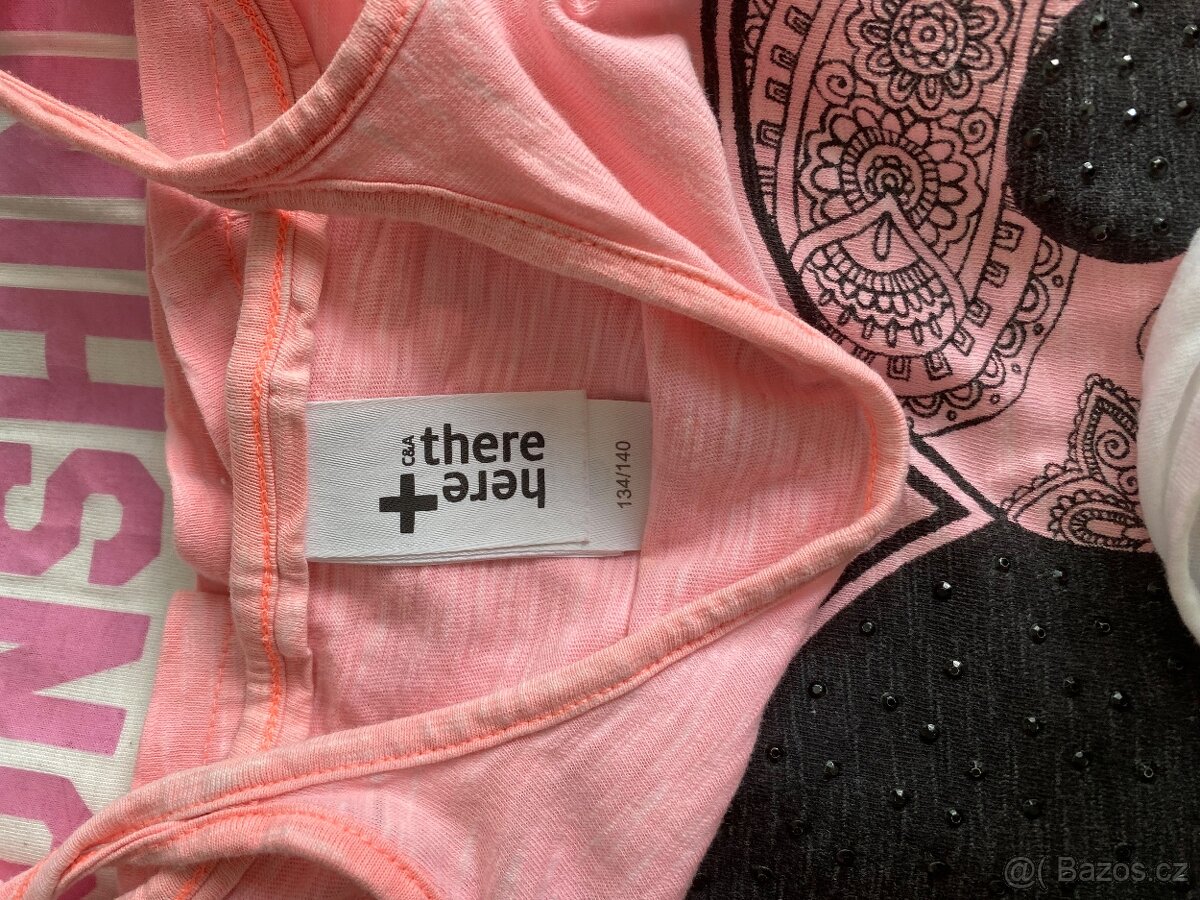 C&A there
+ here
134/140
@( Bazos.cz